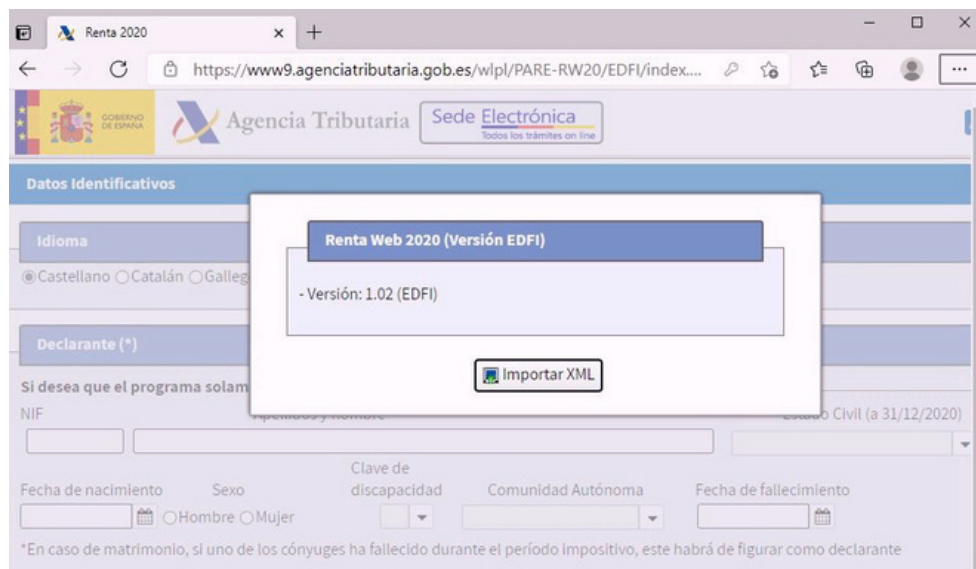 Renta 2020
https://www9.agenciatributaria.gob.es/wlpl/PARE-RW20/EDFI/index....
GOBIERNO
DE ESPAÑA
Agencia Tributaria
Sede Electrónica
Todos los trámites on line
Datos Identificativos
Renta Web 2020 (Versión EDFI)
- Versión: 1.02 (EDFI)
Importar XML
Idioma
Castellano Catalán
Declarante (*)
Si desea que el programa
NIF
Civil (a 31/12/2020)
Clave de
discapacidad
Fecha de nacimiento Sexo Comunidad Autónoma Fecha de fallecimiento
Hombre Mujer
*En caso de matrimonio, si uno de los cónyuges ha fallecido durante el período impositivo, este habrá de figurar como declarante